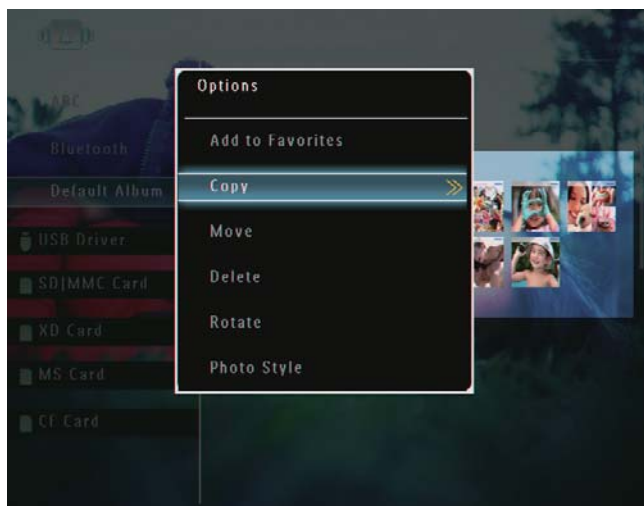 Options
Add to Favorites
Copy
Move
Delete
Rotate
Photo Style
ABC
Bluetooth
Default Album
USB Driver
SD|MMC Card
XD Card
MS Card
CF Card